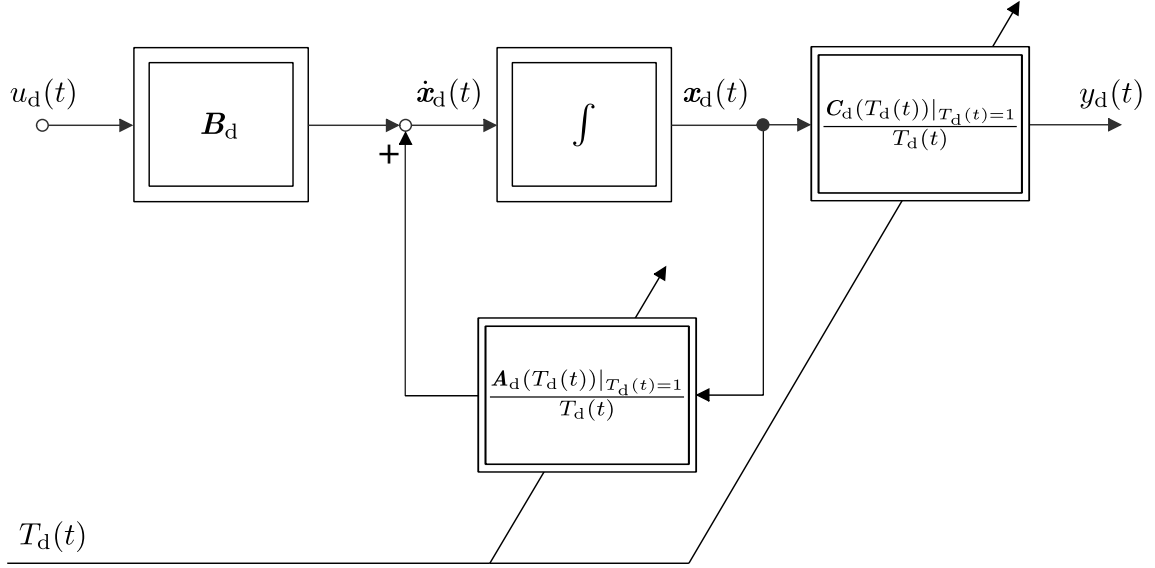 u_d(t)
B_d
ẋ_d(t)
∫
x_d(t)
C_d(T_d(t))|_{T_d(t)=1}
T_d(t)
y_d(t)
+
A_d(T_d(t))|_{T_d(t)=1}
T_d(t)
T_d(t)